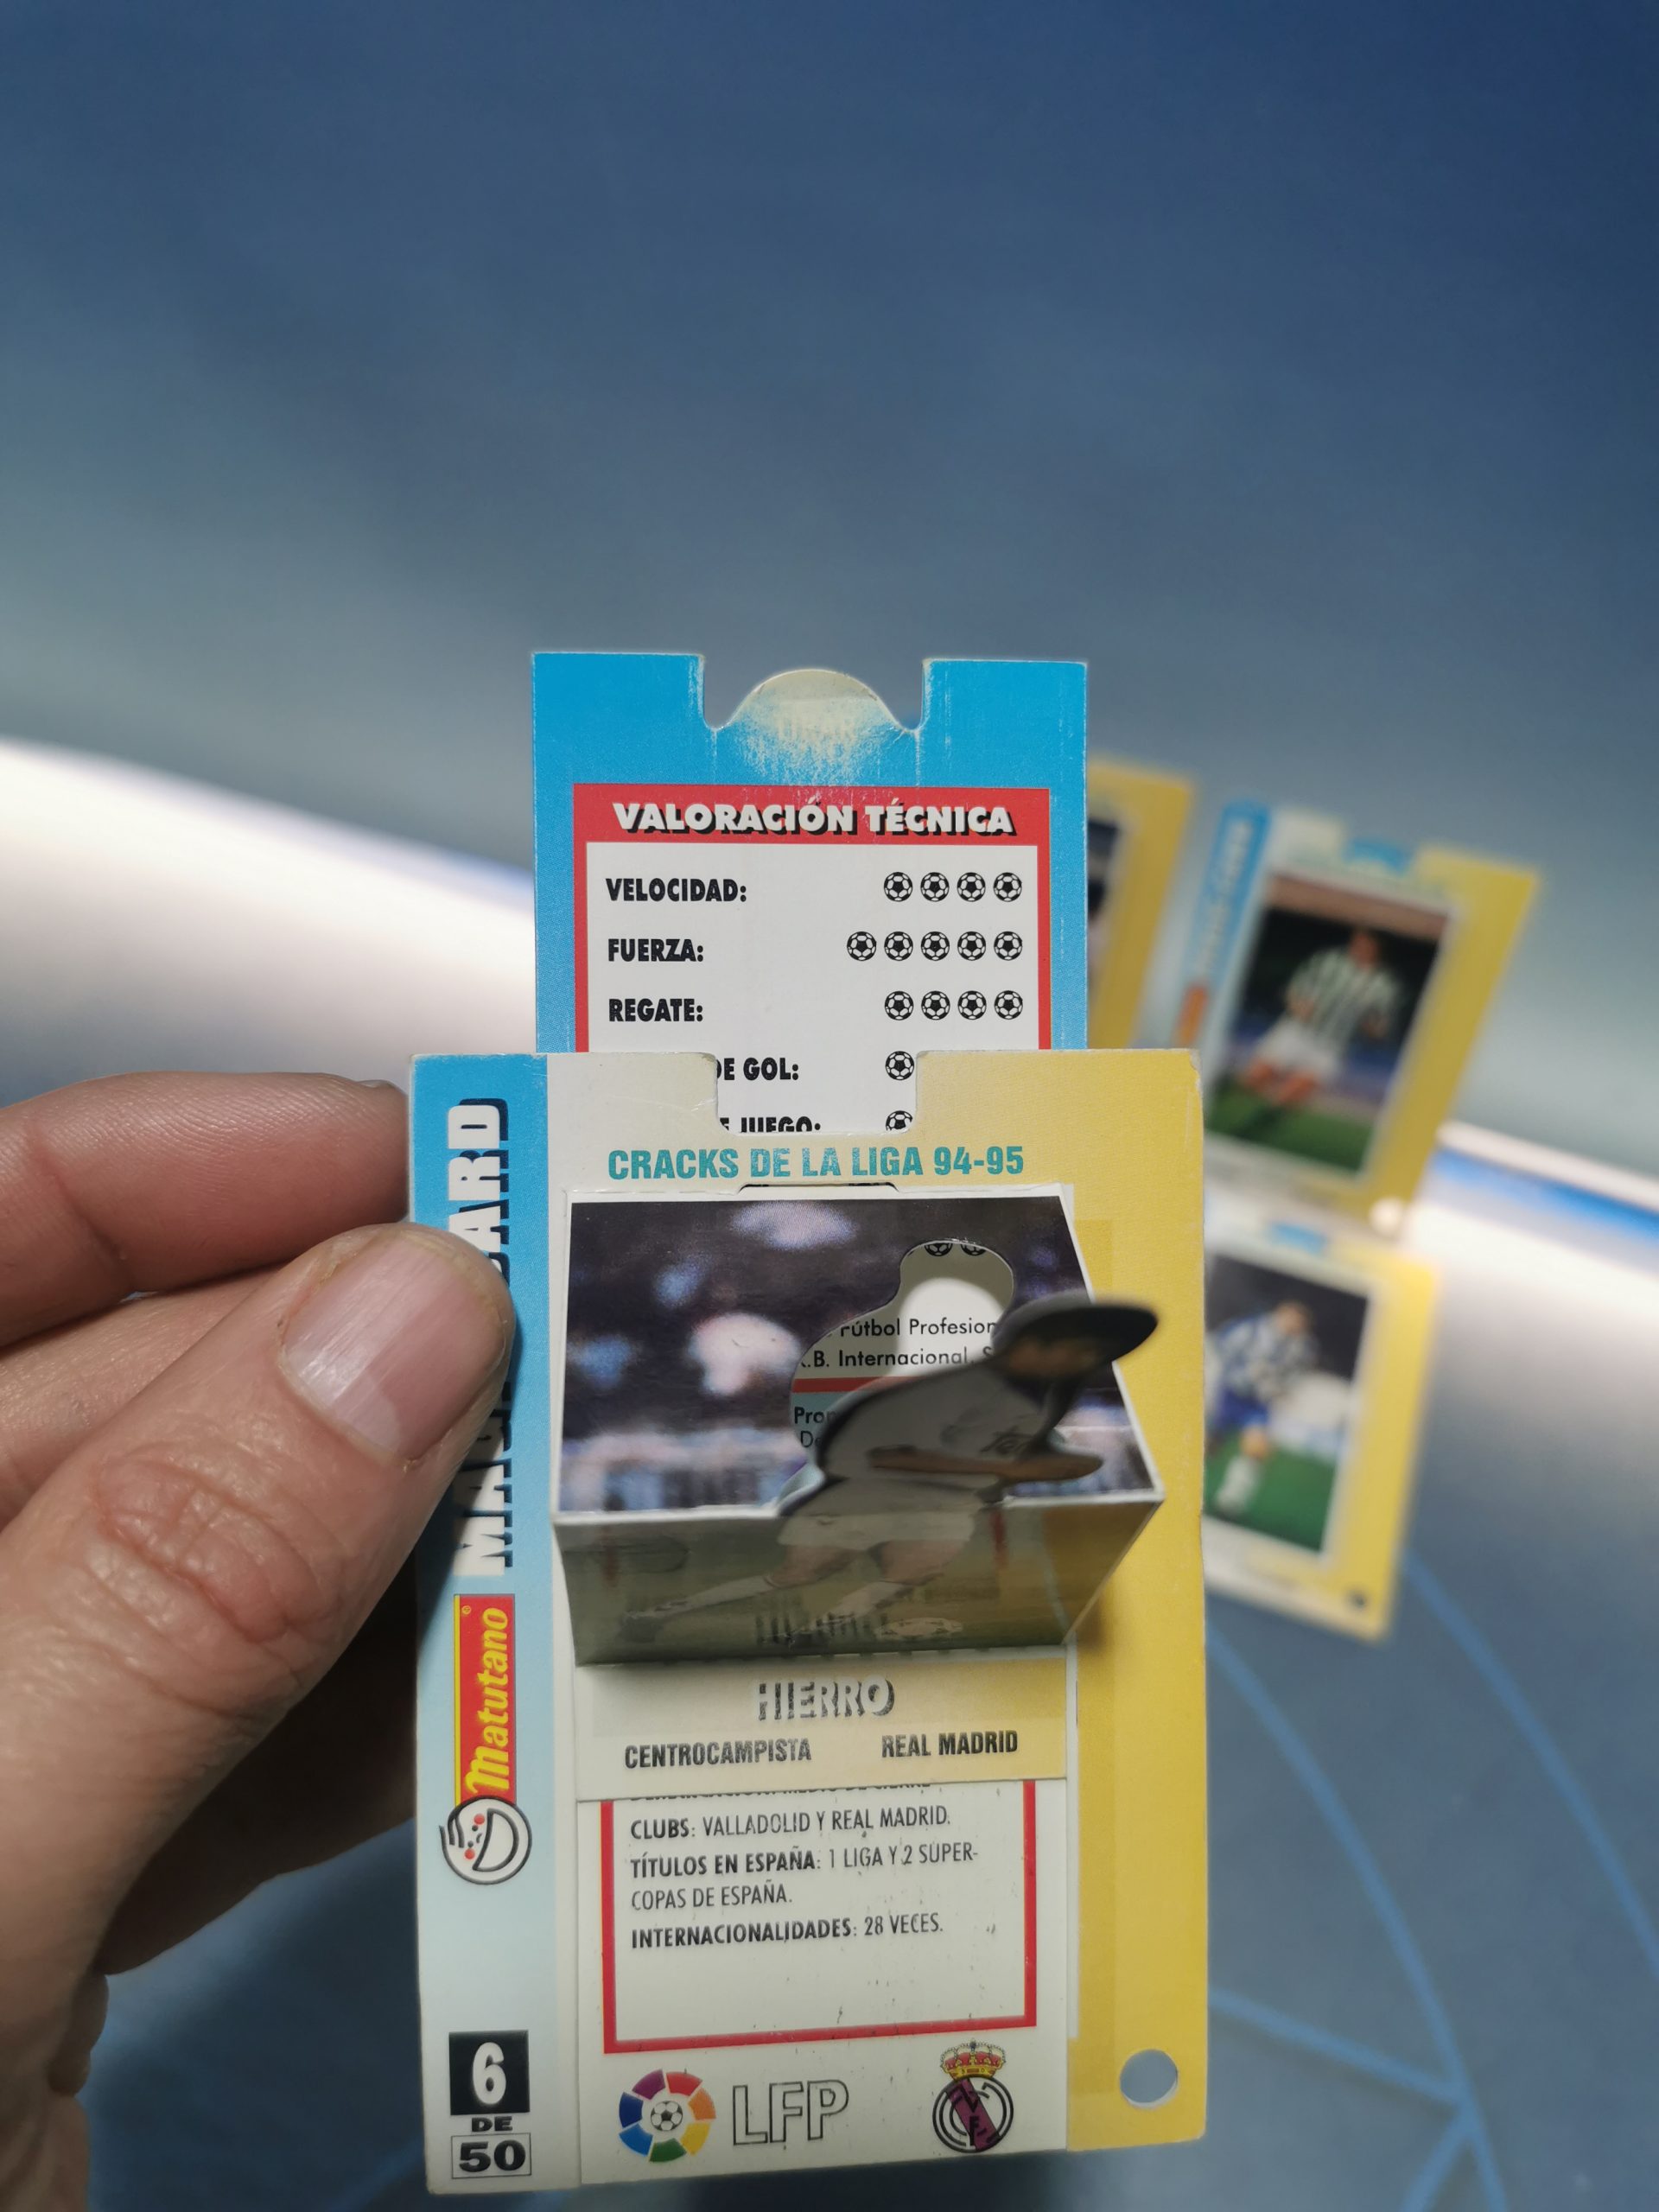 TIRAR
VALORACIÓN TÉCNICA
VELOCIDAD:
FUERZA:
REGATE:
DE GOL:
JUEGO:
CRACKS DE LA LIGA 94-95
Fútbol Profesion
.B. Internacional, S
HIERRO
CENTROCAMPISTA REAL MADRID
CLUBS: VALLADOLID Y REAL MADRID.
TÍTULOS EN ESPAÑA: 1 LIGA Y 2 SUPER-
COPAS DE ESPAÑA.
INTERNACIONALIDADES: 28 VECES.
LFP
Matutano
6
DE
50